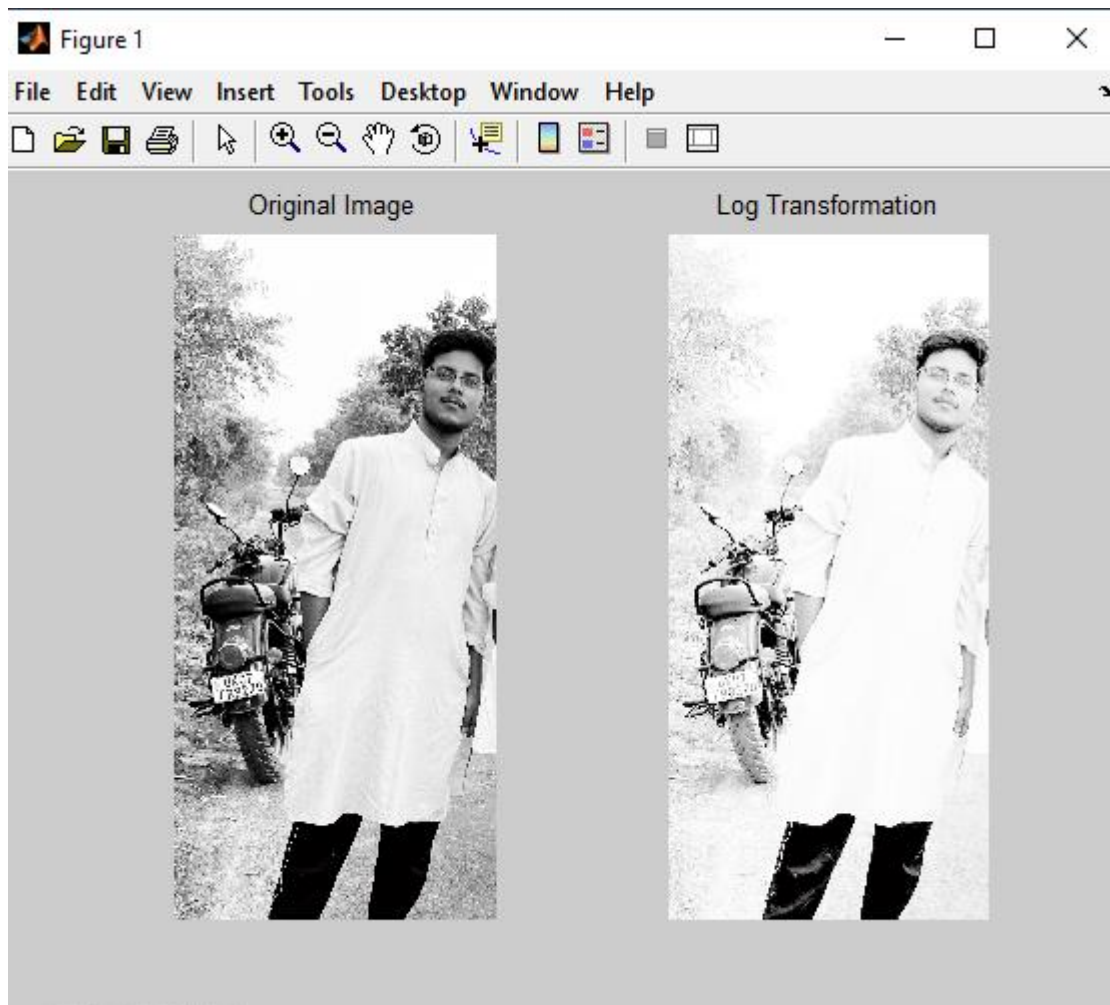 Figure 1
File Edit View Insert Tools Desktop Window Help
Original Image
Log Transformation